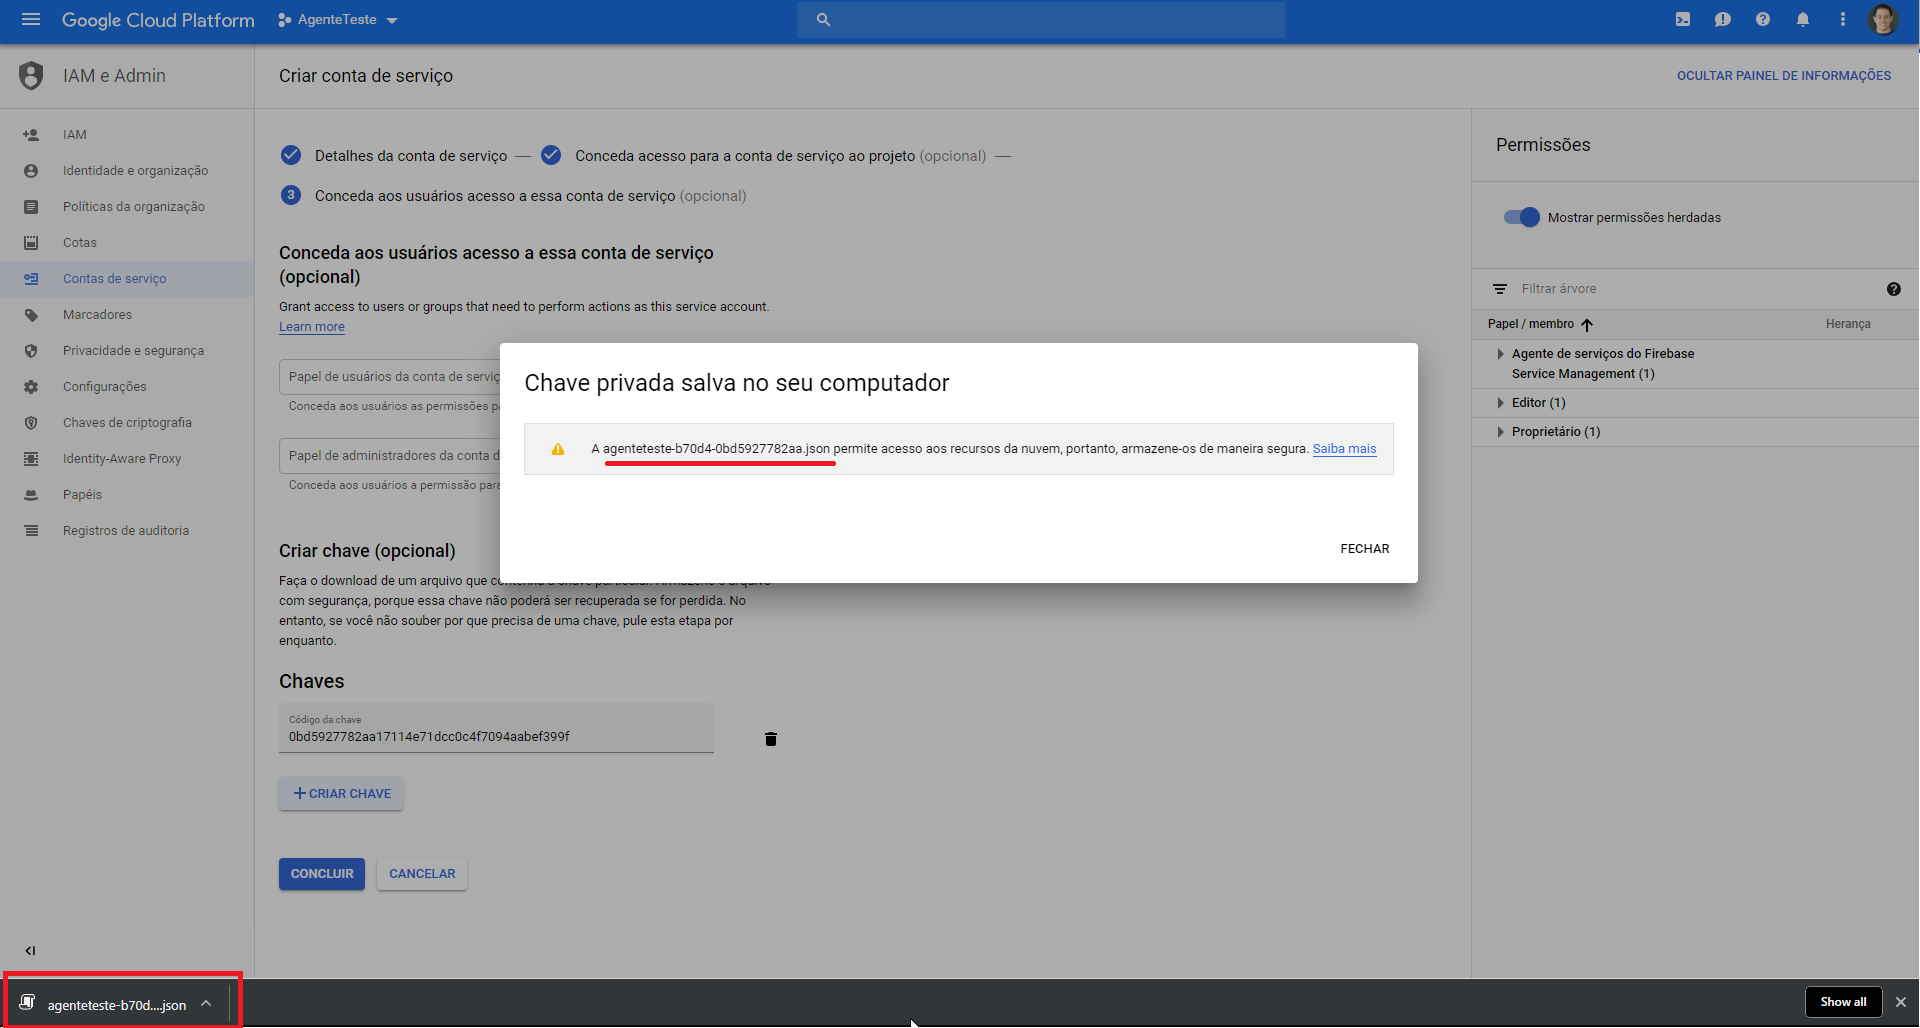 Google Cloud Platform
AgenteTeste
IAM e Admin
Criar conta de serviço
OCULTAR PAINEL DE INFORMAÇÕES
IAM
Identidade e organização
Políticas da organização
Cotas
Contas de serviço
Marcadores
Privacidade e segurança
Configurações
Chaves de criptografia
Identity-Aware Proxy
Papéis
Registros de auditoria
Detalhes da conta de serviço — Conceda acesso para a conta de serviço ao projeto (opcional) —
3 Conceda aos usuários acesso a essa conta de serviço (opcional)
Conceda aos usuários acesso a essa conta de serviço
(opcional)
Grant access to users or groups that need to perform actions as this service account.
Learn more
Papel de usuários da conta de serviç
Conceda aos usuários as permissões
Papel de administradores da conta d
Conceda aos usuários a permissão para
Criar chave (opcional)
Faça o download de um arquivo que
com segurança, porque essa chave não poderá ser recuperada se for perdida. No
entanto, se você não souber por que precisa de uma chave, pule esta etapa por
enquanto.
Chaves
Código da chave
0bd5927782aa17114e71dcc0c4f7094aabef399f
CRIAR CHAVE
CONCLUIR
CANCELAR
Chave privada salva no seu computador
A agenteteste-b70d4-0bd5927782aa.json permite acesso aos recursos da nuvem, portanto, armazene-os de maneira segura. Saiba mais
FECHAR
Permissões
Mostrar permissões herdadas
Filtrar árvore
Papel / membro
Herança
Agente de serviços do Firebase
Service Management (1)
Editor (1)
Proprietário (1)
agenteteste-b70d....json
Show all